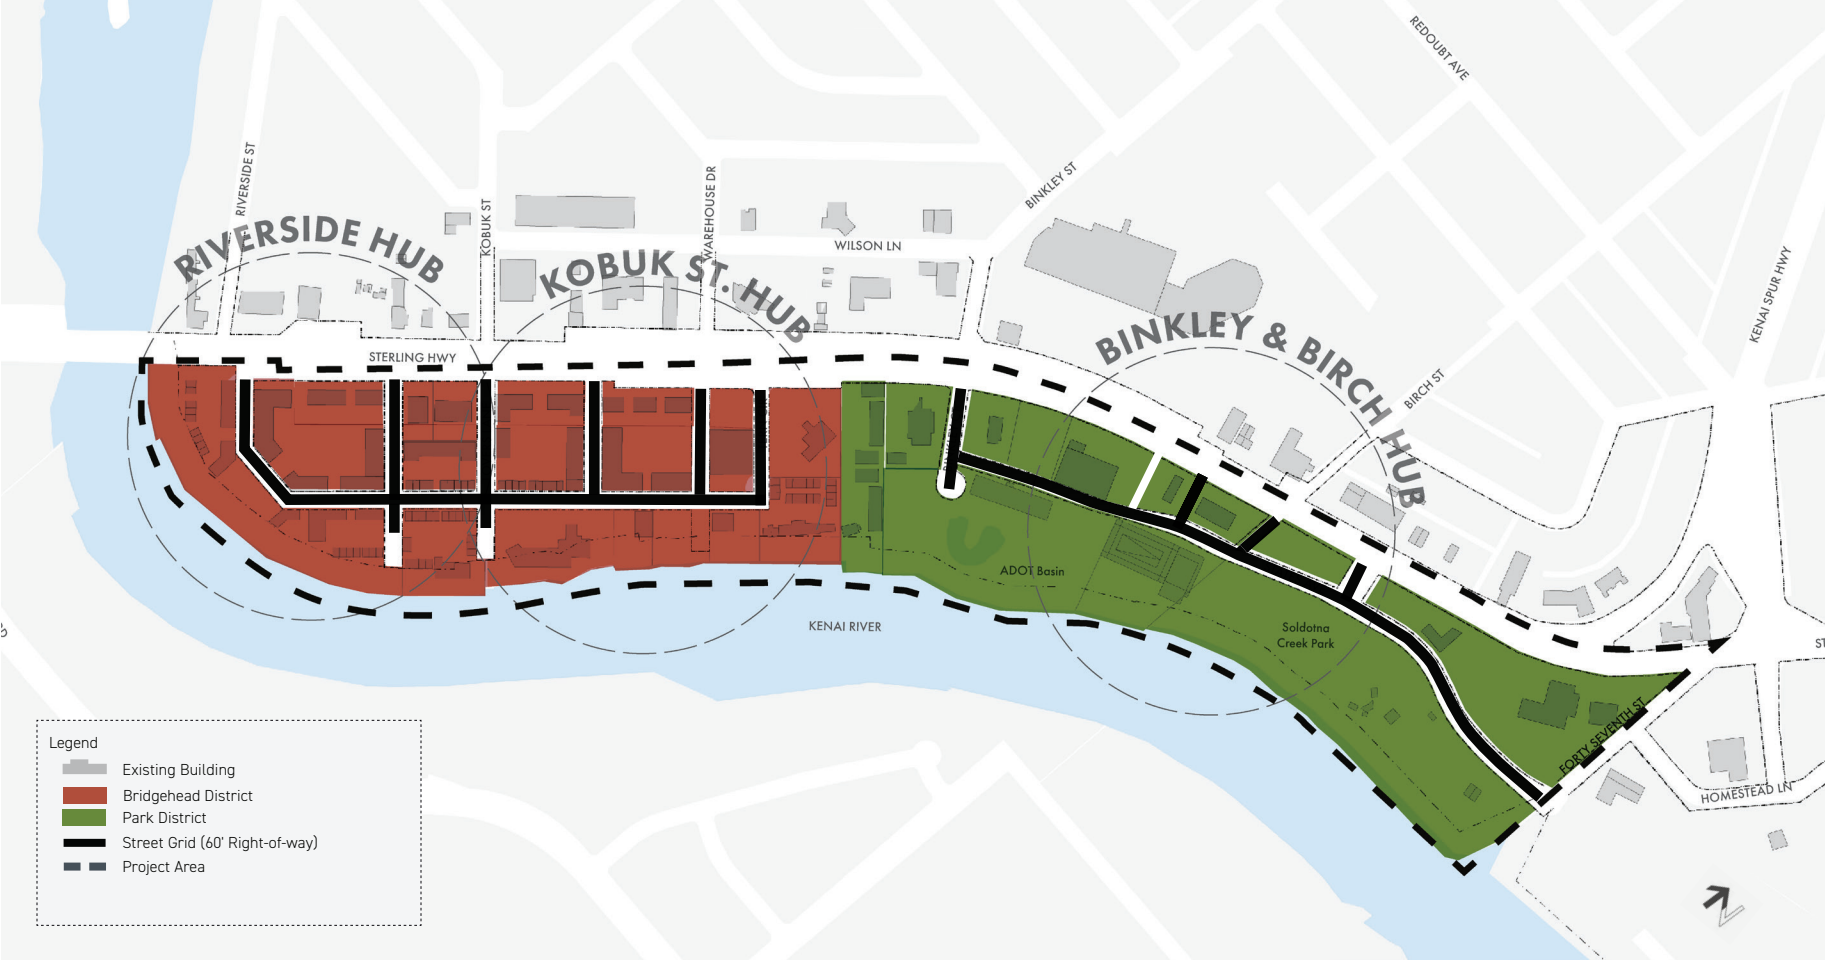 REDOUBT AVE
RIVERSIDE ST
KOBUK ST
WAREHOUSE DR
BINKLEY ST
WILSON LN
KENAI SPUR HWY
RIVERSIDE HUB
KOBUK ST. HUB
BINKLEY & BIRCH HUB
STERLING HWY
BIRCH ST
ADOT Basin
KENAI RIVER
Soldotna
Creek Park
ST
FORTY SEVENTH ST
HOMESTEAD LN
Legend
Existing Building
Bridgehead District
Park District
Street Grid (60' Right-of-way)
Project Area
N